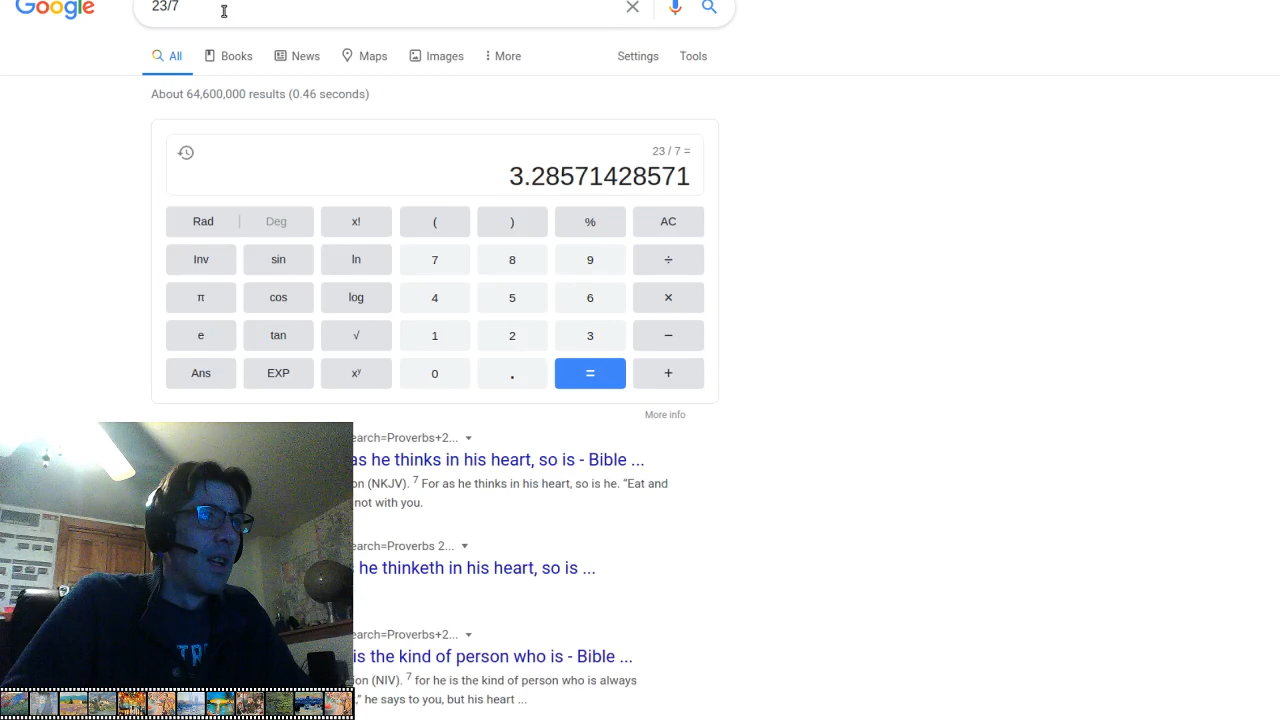 Google
23/7
All Books News Maps Images More Settings Tools
About 64,600,000 results (0.46 seconds)
23 / 7 =
3.28571428571
Rad | Deg x! ( ) % AC
Inv sin ln 7 8 9 ÷
π cos log 4 5 6 ×
e tan √ 1 2 3 −
Ans EXP xʸ 0 . = +
More info
earch=Proverbs+2...
as he thinks in his heart, so is - Bible ...
on (NKJV). 7 For as he thinks in his heart, so is he. “Eat and
not with you.
earch=Proverbs 2...
he thinketh in his heart, so is ...
earch=Proverbs+2...
is the kind of person who is - Bible ...
ion (NIV). 7 for he is the kind of person who is always
” he says to you, but his heart ...